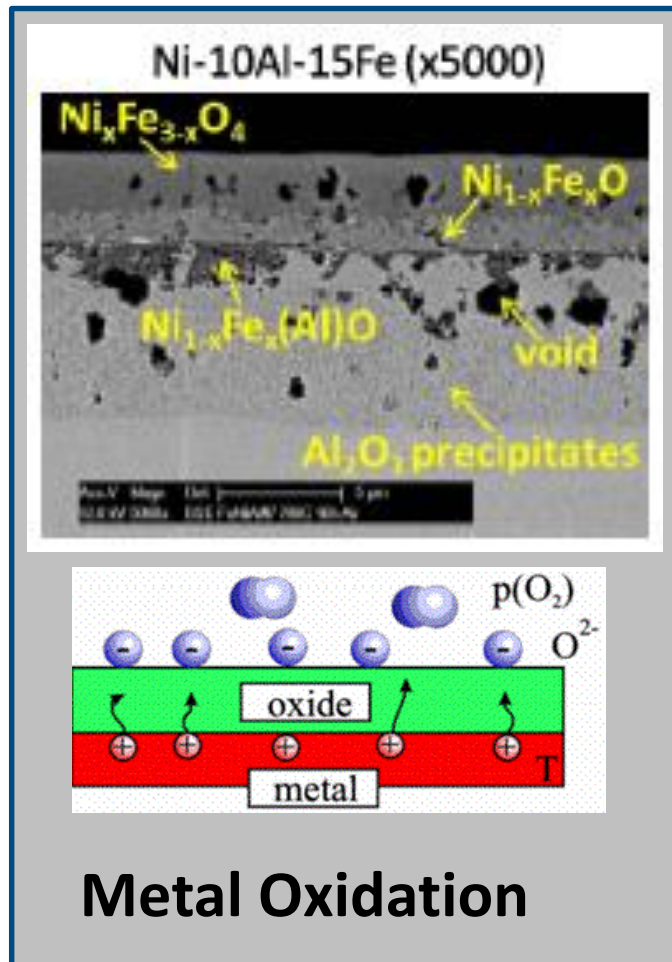 Ni-10Al-15Fe (x5000)
NiₓFe₃₋ₓO₄
Ni₁₋ₓFeₓO
Ni₁₋ₓFeₓ(Al)O
void
Al₂O₃ precipitates
p(O₂)
O²⁻
oxide
T
metal
Metal Oxidation